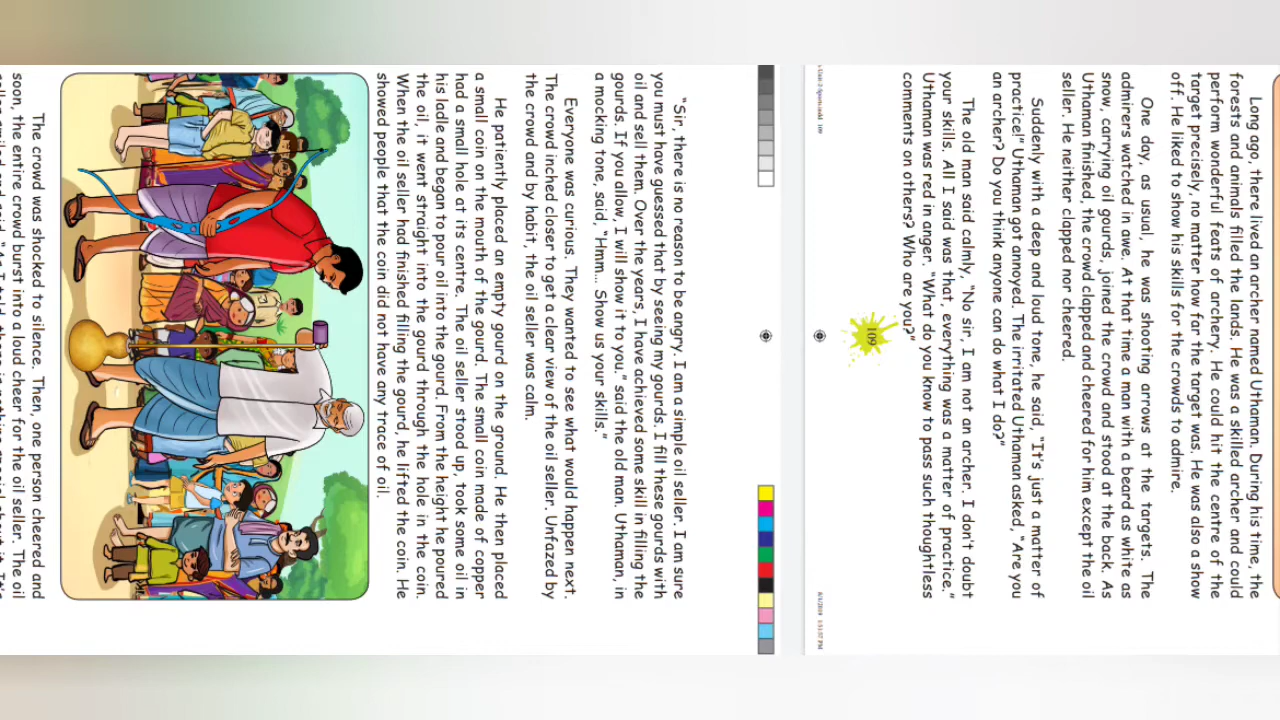 Long ago, there lived an archer named Uthaman. During his time, the
forests and animals filled the lands. He was a skilled archer and could
perform wonderful feats of archery. He could hit the centre of the
target precisely, no matter how far the target was. He was also a show
off. He liked to show his skills for the crowds to admire.
One day, as usual, he was shooting arrows at the targets. The
admirers watched in awe. At that time a man with a beard as white as
snow, carrying oil gourds, joined the crowd and stood at the back. As
Uthaman finished, the crowd clapped and cheered for him except the oil
seller. He neither clapped nor cheered.
Suddenly with a deep and loud tone, he said, "It's just a matter of
practice!" Uthaman got annoyed. The irritated Uthaman asked, "Are you
an archer? Do you think anyone can do what I do?"
The old man said calmly, "No sir, I am not an archer. I don't doubt
your skills. All I said was that, everything was a matter of practice."
Uthaman was red in anger. "What do you know to pass such thoughtless
comments on others? Who are you?"
109
"Sir, there is no reason to be angry. I am a simple oil seller. I am sure
you must have guessed that by seeing my gourds. I fill these gourds with
oil and sell them. Over the years, I have achieved some skill in filling the
gourds. If you allow, I will show it to you." said the old man. Uthaman, in
a mocking tone, said, "Hmm... Show us your skills."
Everyone was curious. They wanted to see what would happen next.
The crowd inched closer to get a clear view of the oil seller. Unfazed by
the crowd and by habit, the oil seller was calm.
He patiently placed an empty gourd on the ground. He then placed
a small coin on the mouth of the gourd. The small coin made of copper
had a small hole at its centre. The oil seller stood up, took some oil in
his ladle and began to pour oil into the gourd. From the height he poured
the oil, it went straight into the gourd through the hole in the coin.
When the oil seller had finished filling the gourd, he lifted the coin. He
showed people that the coin did not have any trace of oil.
The crowd was shocked to silence. Then, one person cheered and
soon, the entire crowd burst into a loud cheer for the oil seller. The oil